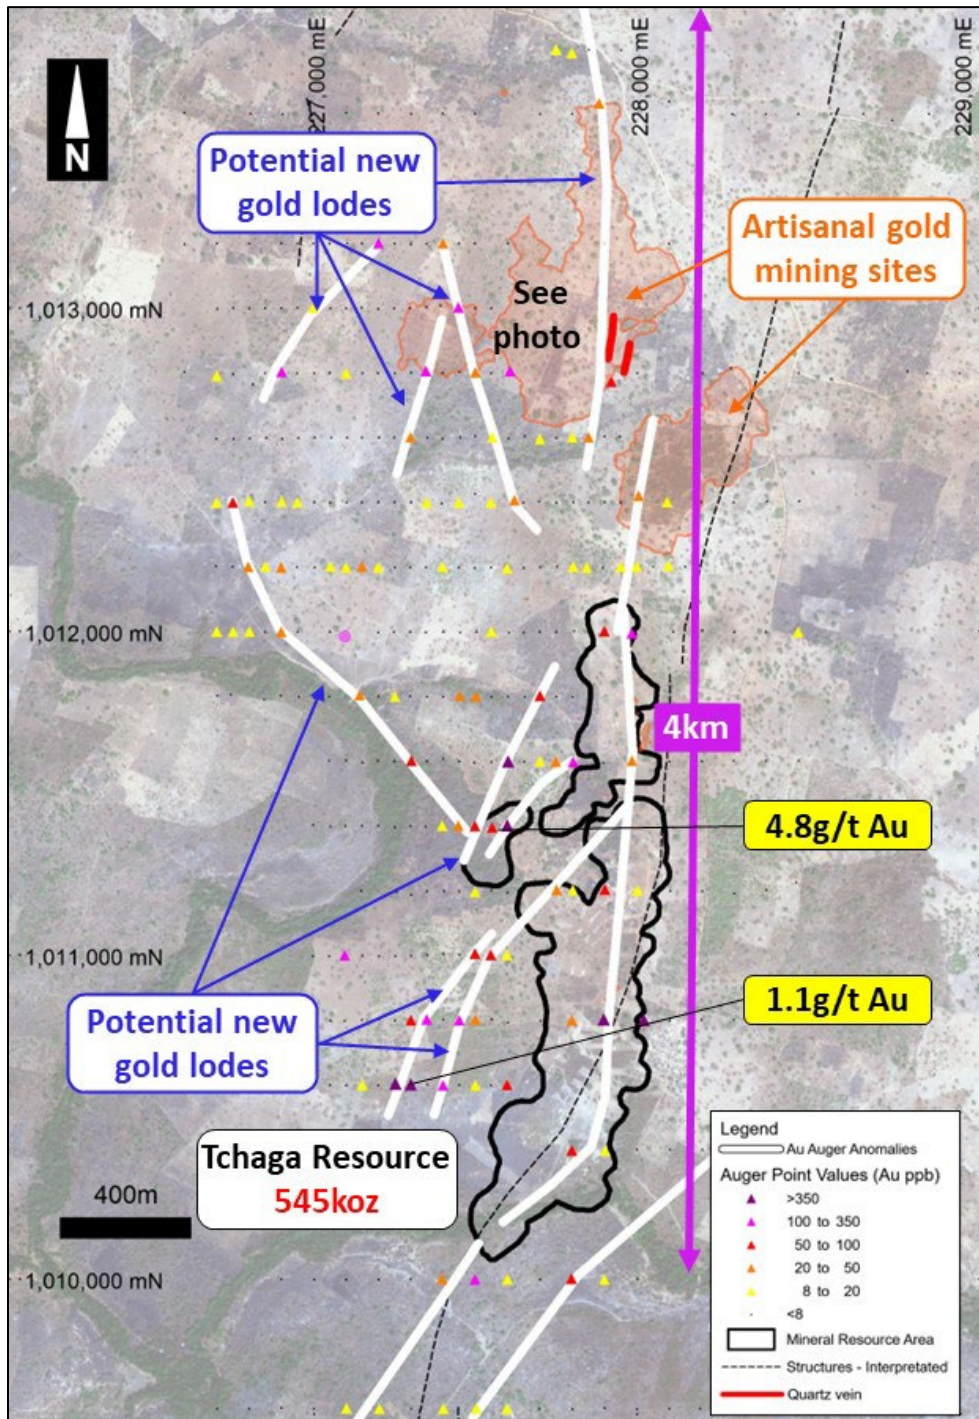 227,000 mE
228,000 mE
229,000 mE
N
Potential new
gold lodes
Artisanal gold
mining sites
See
photo
1,013,000 mN
1,012,000 mN
4km
4.8g/t Au
1,011,000 mN
1.1g/t Au
Potential new
gold lodes
Tchaga Resource
545koz
400m
1,010,000 mN
Legend
Au Auger Anomalies
Auger Point Values (Au ppb)
>350
100 to 350
50 to 100
20 to 50
8 to 20
<8
Mineral Resource Area
Structures - Interpretated
Quartz vein